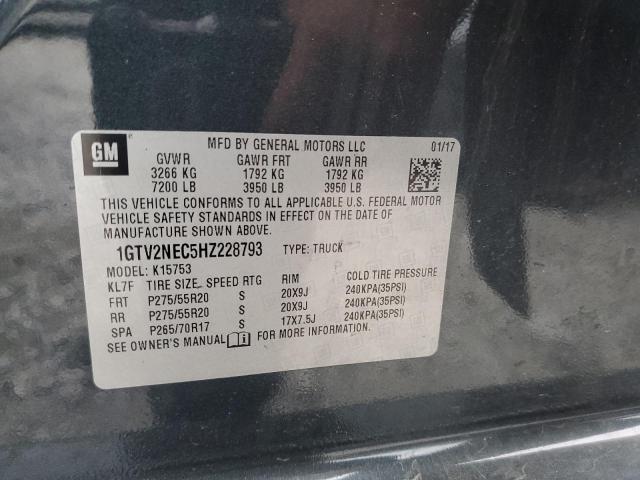 GM
MFD BY GENERAL MOTORS LLC 01/17
GVWR GAWR FRT GAWR RR
3266 KG 1792 KG 1792 KG
7200 LB 3950 LB 3950 LB
THIS VEHICLE CONFORMS TO ALL APPLICABLE U.S. FEDERAL MOTOR
VEHICLE SAFETY STANDARDS IN EFFECT ON THE DATE OF
MANUFACTURE SHOWN ABOVE.
1GTV2NEC5HZ228793 TYPE: TRUCK
MODEL: K15753
KL7F TIRE SIZE SPEED RTG RIM COLD TIRE PRESSURE
FRT P275/55R20 S 20X9J 240KPA(35PSI)
RR P275/55R20 S 20X9J 240KPA(35PSI)
SPA P265/70R17 S 17X7.5J 240KPA(35PSI)
SEE OWNER'S MANUAL FOR MORE INFORMATION.